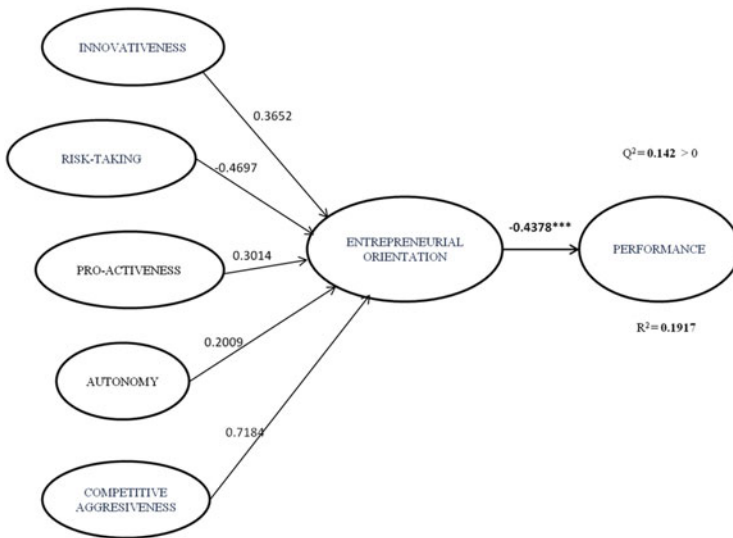 INNOVATIVENESS
0.3652
RISK-TAKING
-0.4697
Q²= 0.142 > 0
PRO-ACTIVENESS
0.3014
ENTREPRENEURIAL
ORIENTATION
-0.4378***
PERFORMANCE
R²= 0.1917
AUTONOMY
0.2009
0.7184
COMPETITIVE
AGGRESIVENESS